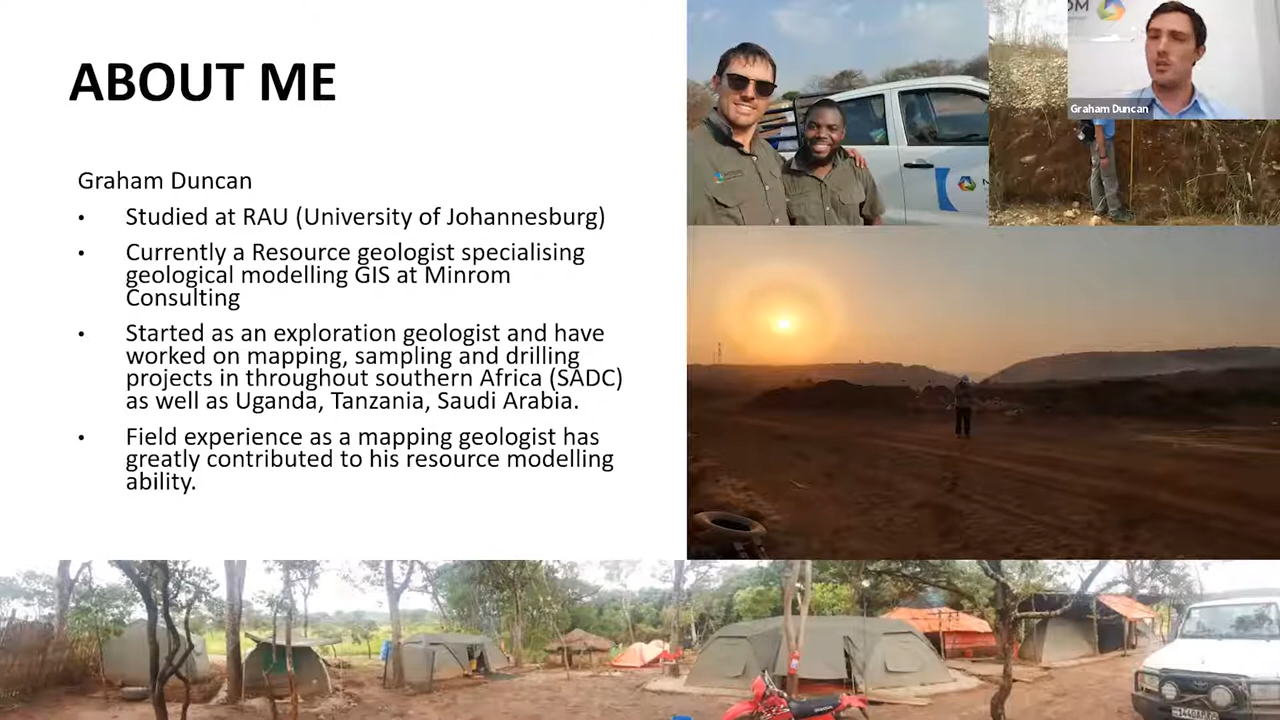 ABOUT ME
Graham Duncan
• Studied at RAU (University of Johannesburg)
• Currently a Resource geologist specialising
geological modelling GIS at Minrom
Consulting
• Started as an exploration geologist and have
worked on mapping, sampling and drilling
projects in throughout southern Africa (SADC)
as well as Uganda, Tanzania, Saudi Arabia.
• Field experience as a mapping geologist has
greatly contributed to his resource modelling
ability.
OM
Graham Duncan